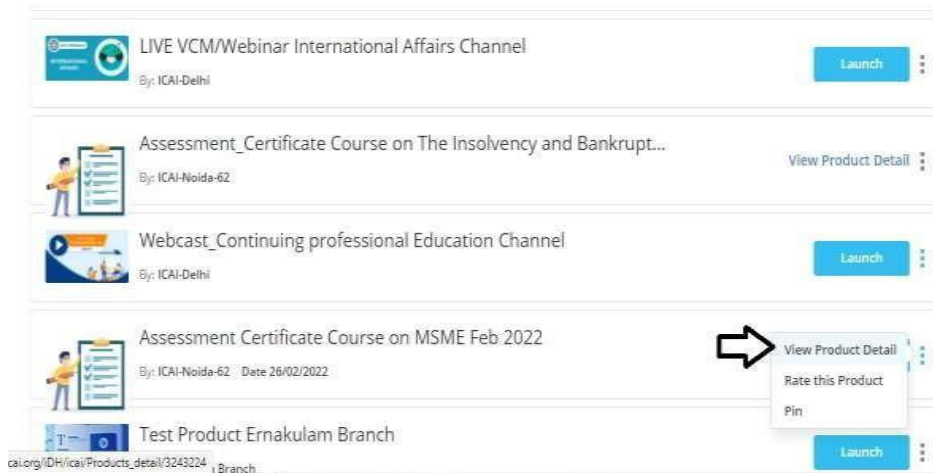 LIVE VCM/Webinar International Affairs Channel
By: ICAI-Delhi
Launch
Assessment_Certificate Course on The Insolvency and Bankrupt...
By: ICAI-Noida-62
View Product Detail
Webcast_Continuing professional Education Channel
By: ICAI-Delhi
Launch
Assessment Certificate Course on MSME Feb 2022
By: ICAI-Noida-62 Date 26/02/2022
View Product Detail
Rate this Product
Pin
Test Product Ernakulam Branch
Branch
Launch
cai.org/iDH/icai/Products_detail/3243224